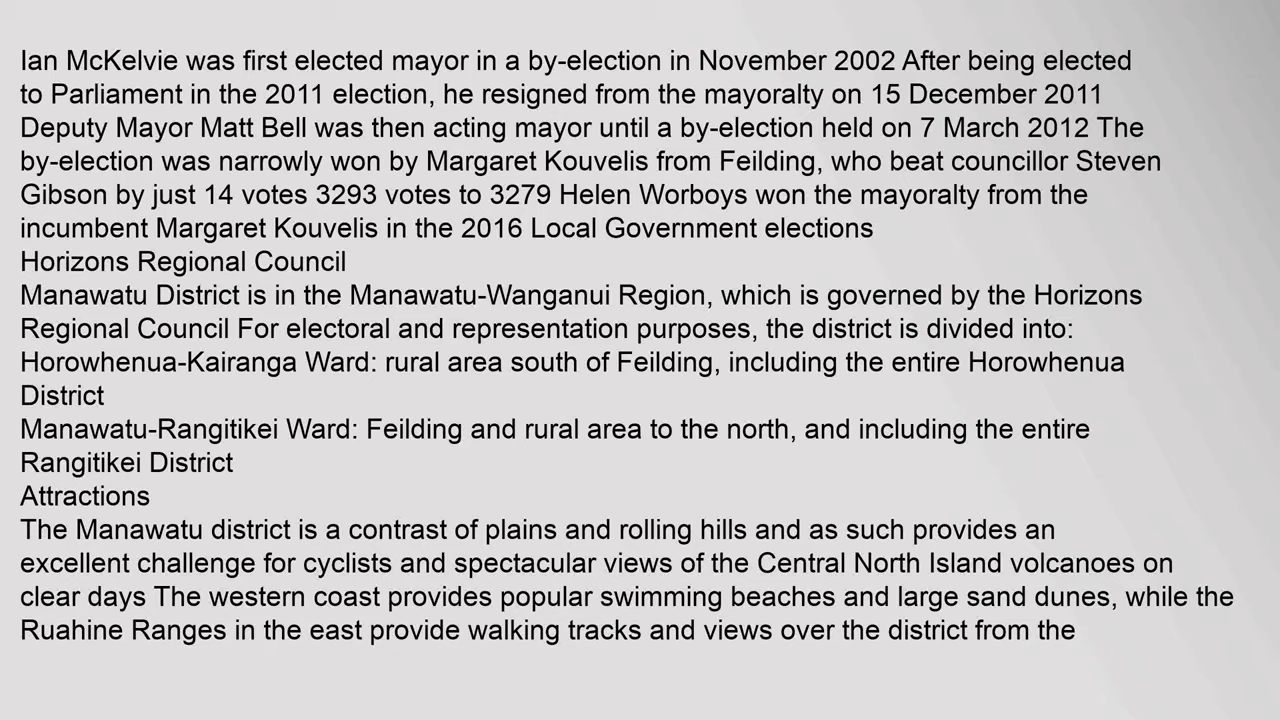 Ian McKelvie was first elected mayor in a by-election in November 2002 After being elected
to Parliament in the 2011 election, he resigned from the mayoralty on 15 December 2011
Deputy Mayor Matt Bell was then acting mayor until a by-election held on 7 March 2012 The
by-election was narrowly won by Margaret Kouvelis from Feilding, who beat councillor Steven
Gibson by just 14 votes 3293 votes to 3279 Helen Worboys won the mayoralty from the
incumbent Margaret Kouvelis in the 2016 Local Government elections
Horizons Regional Council
Manawatu District is in the Manawatu-Wanganui Region, which is governed by the Horizons
Regional Council For electoral and representation purposes, the district is divided into:
Horowhenua-Kairanga Ward: rural area south of Feilding, including the entire Horowhenua
District
Manawatu-Rangitikei Ward: Feilding and rural area to the north, and including the entire
Rangitikei District
Attractions
The Manawatu district is a contrast of plains and rolling hills and as such provides an
excellent challenge for cyclists and spectacular views of the Central North Island volcanoes on
clear days The western coast provides popular swimming beaches and large sand dunes, while the
Ruahine Ranges in the east provide walking tracks and views over the district from the